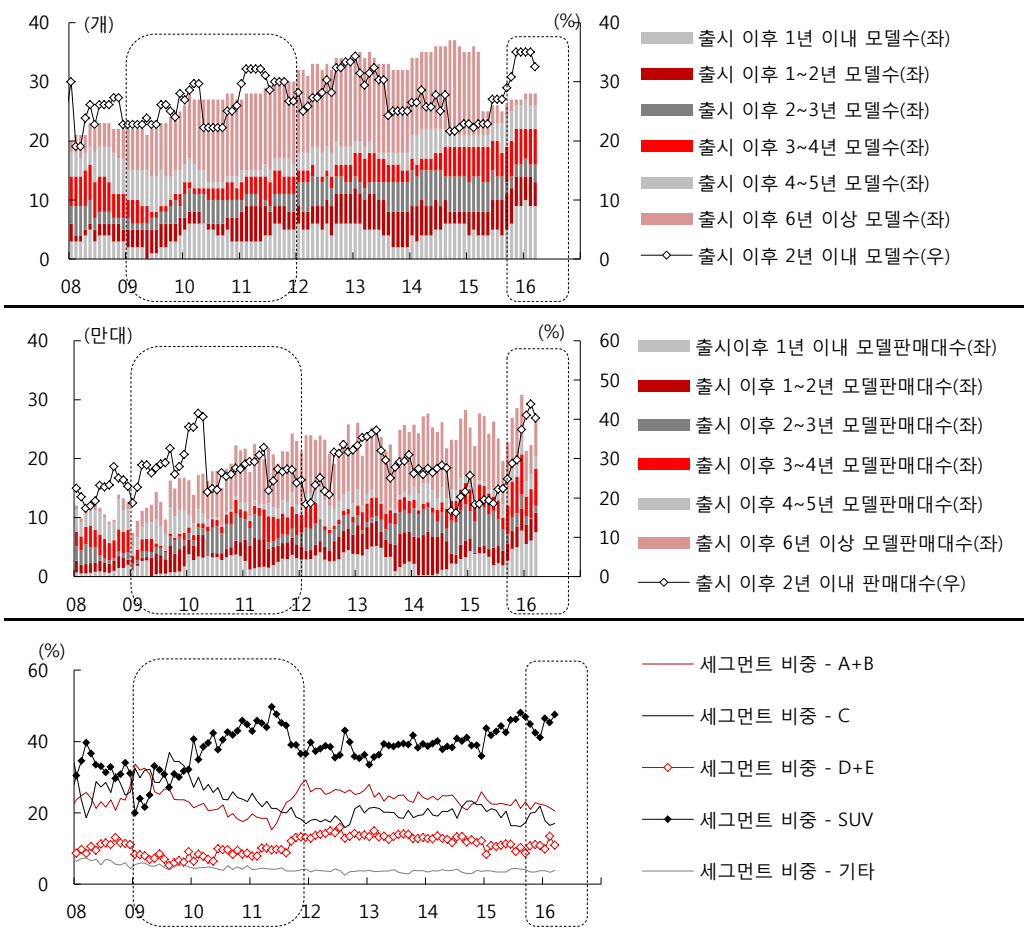 (개)
(%)
40
30
20
10
0
40
30
20
10
0
08 09 10 11 12 13 14 15 16
출시 이후 1년 이내 모델수(좌)
출시 이후 1~2년 모델수(좌)
출시 이후 2~3년 모델수(좌)
출시 이후 3~4년 모델수(좌)
출시 이후 4~5년 모델수(좌)
출시 이후 6년 이상 모델수(좌)
출시 이후 2년 이내 모델수(우)
(만대)
(%)
40
30
20
10
0
60
50
40
30
20
10
0
08 09 10 11 12 13 14 15 16
출시이후 1년 이내 모델판매대수(좌)
출시 이후 1~2년 모델판매대수(좌)
출시 이후 2~3년 모델판매대수(좌)
출시 이후 3~4년 모델판매대수(좌)
출시 이후 4~5년 모델판매대수(좌)
출시 이후 6년 이상 모델판매대수(좌)
출시 이후 2년 이내 판매대수(우)
(%)
60
40
20
0
08 09 10 11 12 13 14 15 16
세그먼트 비중 - A+B
세그먼트 비중 - C
세그먼트 비중 - D+E
세그먼트 비중 - SUV
세그먼트 비중 - 기타